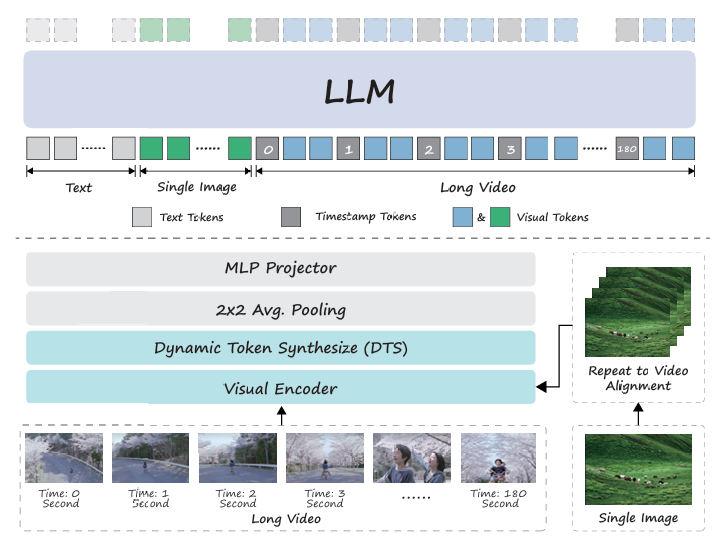 LLM
0 1 2 3 ...... 180
......
......
Text
Single Image
Long Video
Text Tokens
Timestamp Tokens
&
Visual Tokens
MLP Projector
2x2 Avg. Pooling
Dynamic Token Synthesize (DTS)
Visual Encoder
Repeat to Video
Alignment
Time: 0
Second
Time: 1
Second
Time: 2
Second
Time: 3
Second
......
Time: 180
Second
Long Video
Single Image